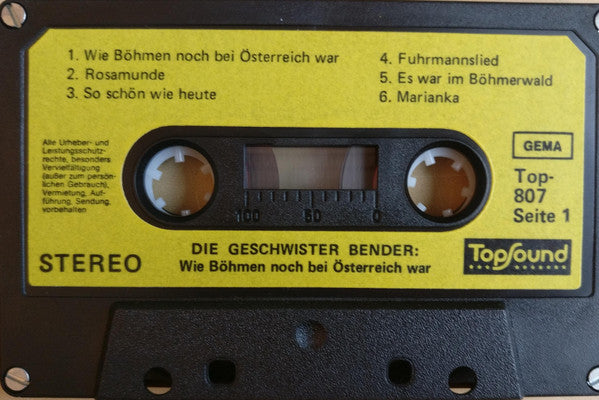 1. Wie Böhmen noch bei Österreich war
2. Rosamunde
3. So schön wie heute
4. Fuhrmannslied
5. Es war im Böhmerwald
6. Marianka
Alle Urheber- und
Leistungsschutz-
rechte, besonders
Vervielfältigung
(außer zum persön-
lichen Gebrauch),
Vermietung, Auf-
führung, Sendung,
vorbehalten
100 50 0
GEMA
Top-
807
Seite 1
STEREO
DIE GESCHWISTER BENDER:
Wie Böhmen noch bei Österreich war
TopSound